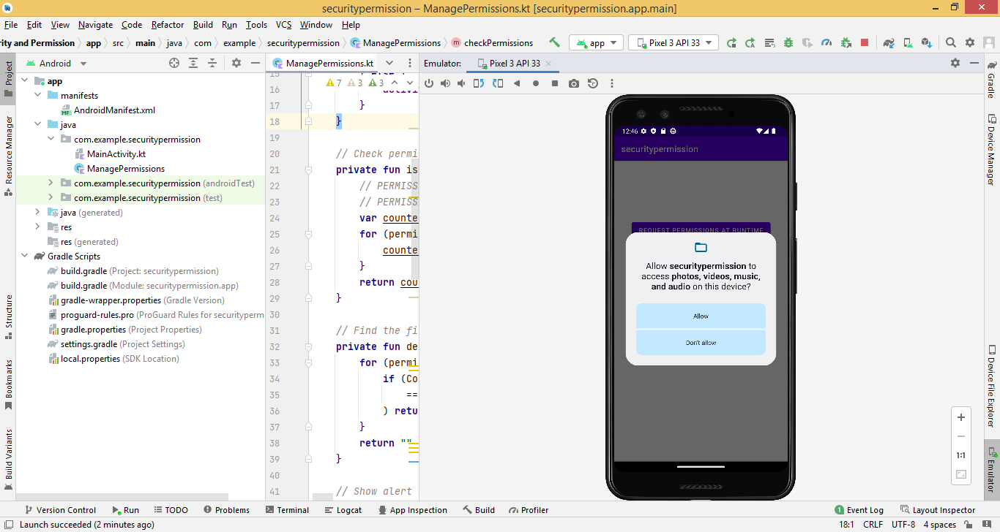 securitypermission – ManagePermissions.kt [securitypermission.app.main]
File Edit View Navigate Code Refactor Build Run Tools VCS Window Help
rity and Permission app src main java com example securitypermission ManagePermissions checkPermissions app Pixel 3 API 33
Project
Resource Manager
Structure
Bookmarks
Build Variants
Android
app
manifests
MF AndroidManifest.xml
java
com.example.securitypermission
MainActivity.kt
ManagePermissions
com.example.securitypermission (androidTest)
com.example.securitypermission (test)
java (generated)
res
res (generated)
Gradle Scripts
build.gradle (Project: securitypermission)
build.gradle (Module: securitypermission.app)
gradle-wrapper.properties (Gradle Version)
proguard-rules.pro (ProGuard Rules for securityperm
gradle.properties (Project Properties)
settings.gradle (Project Settings)
local.properties (SDK Location)
ManagePermissions.kt
7 3 3
15
16 activi
17 }
18 }
19
20 // Check permi
21 private fun is
22 // PERMISS
23 // PERMISS
24 var counte
25 for (permi
26 counte
27 }
28 return cou
29 }
30
31 // Find the fi
32 private fun de
33 for (permi
34 if (Co
35 ==
36 ) retu
37 }
38 return ""
39 }
40
41 // Show alert
Emulator: Pixel 3 API 33
12:46
securitypermission
REQUEST PERMISSIONS AT RUNTIME
Allow securitypermission to
access photos, videos, music,
and audio on this device?
Allow
Don't allow
1:1
Gradle
Device Manager
Device File Explorer
Emulator
Version Control Run TODO Problems Terminal Logcat App Inspection Build Profiler 1 Event Log Layout Inspector
Launch succeeded (2 minutes ago) 18:1 CRLF UTF-8 4 spaces